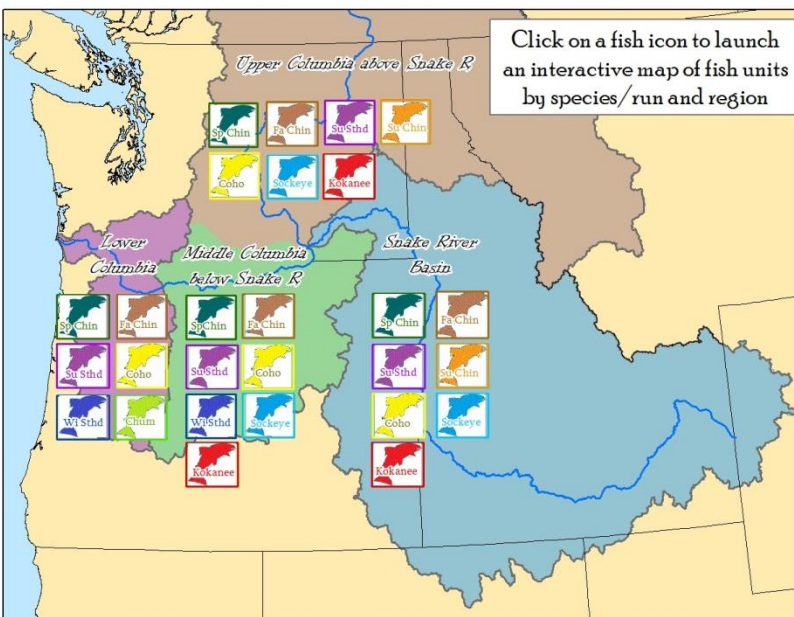 Click on a fish icon to launch
an interactive map of fish units
by species/run and region
Upper Columbia above Snake R
Sp Chin
Fa Chin
Su Sthd
Su Chin
Coho
Sockeye
Kokanee
Lower
Columbia
Middle Columbia
below Snake R
Snake River
Basin
Sp Chin
Fa Chin
Su Sthd
Coho
Wi Sthd
Chum
SpChin
Fa Chin
Su Sthd
Coho
Wi Sthd
Sockeye
Kokanee
Sp Chin
Fa Chin
Su Sthd
Su Chin
Coho
Sockeye
Kokanee